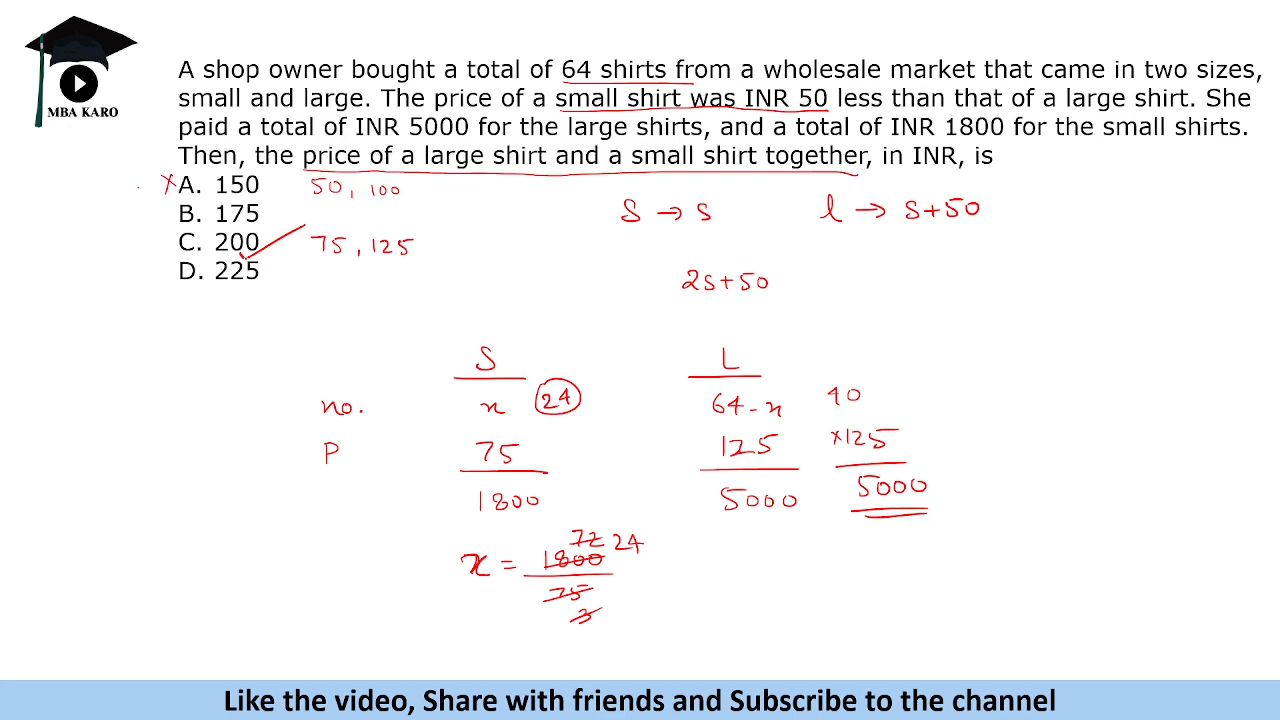 A shop owner bought a total of 64 shirts from a wholesale market that came in two sizes,
small and large. The price of a small shirt was INR 50 less than that of a large shirt. She
paid a total of INR 5000 for the large shirts, and a total of INR 1800 for the small shirts.
MBA KARO
Then, the price of a large shirt and a small shirt together, in INR, is
xA. 150 50, 100
B. 175 S → s l → s+50
C. 200 75, 125
D. 225 2s+50
S L
no. x 24 64-x 40
P 75 125 x125
1800 5000 5000
72 24
x = 1800
75
3
Like the video, Share with friends and Subscribe to the channel